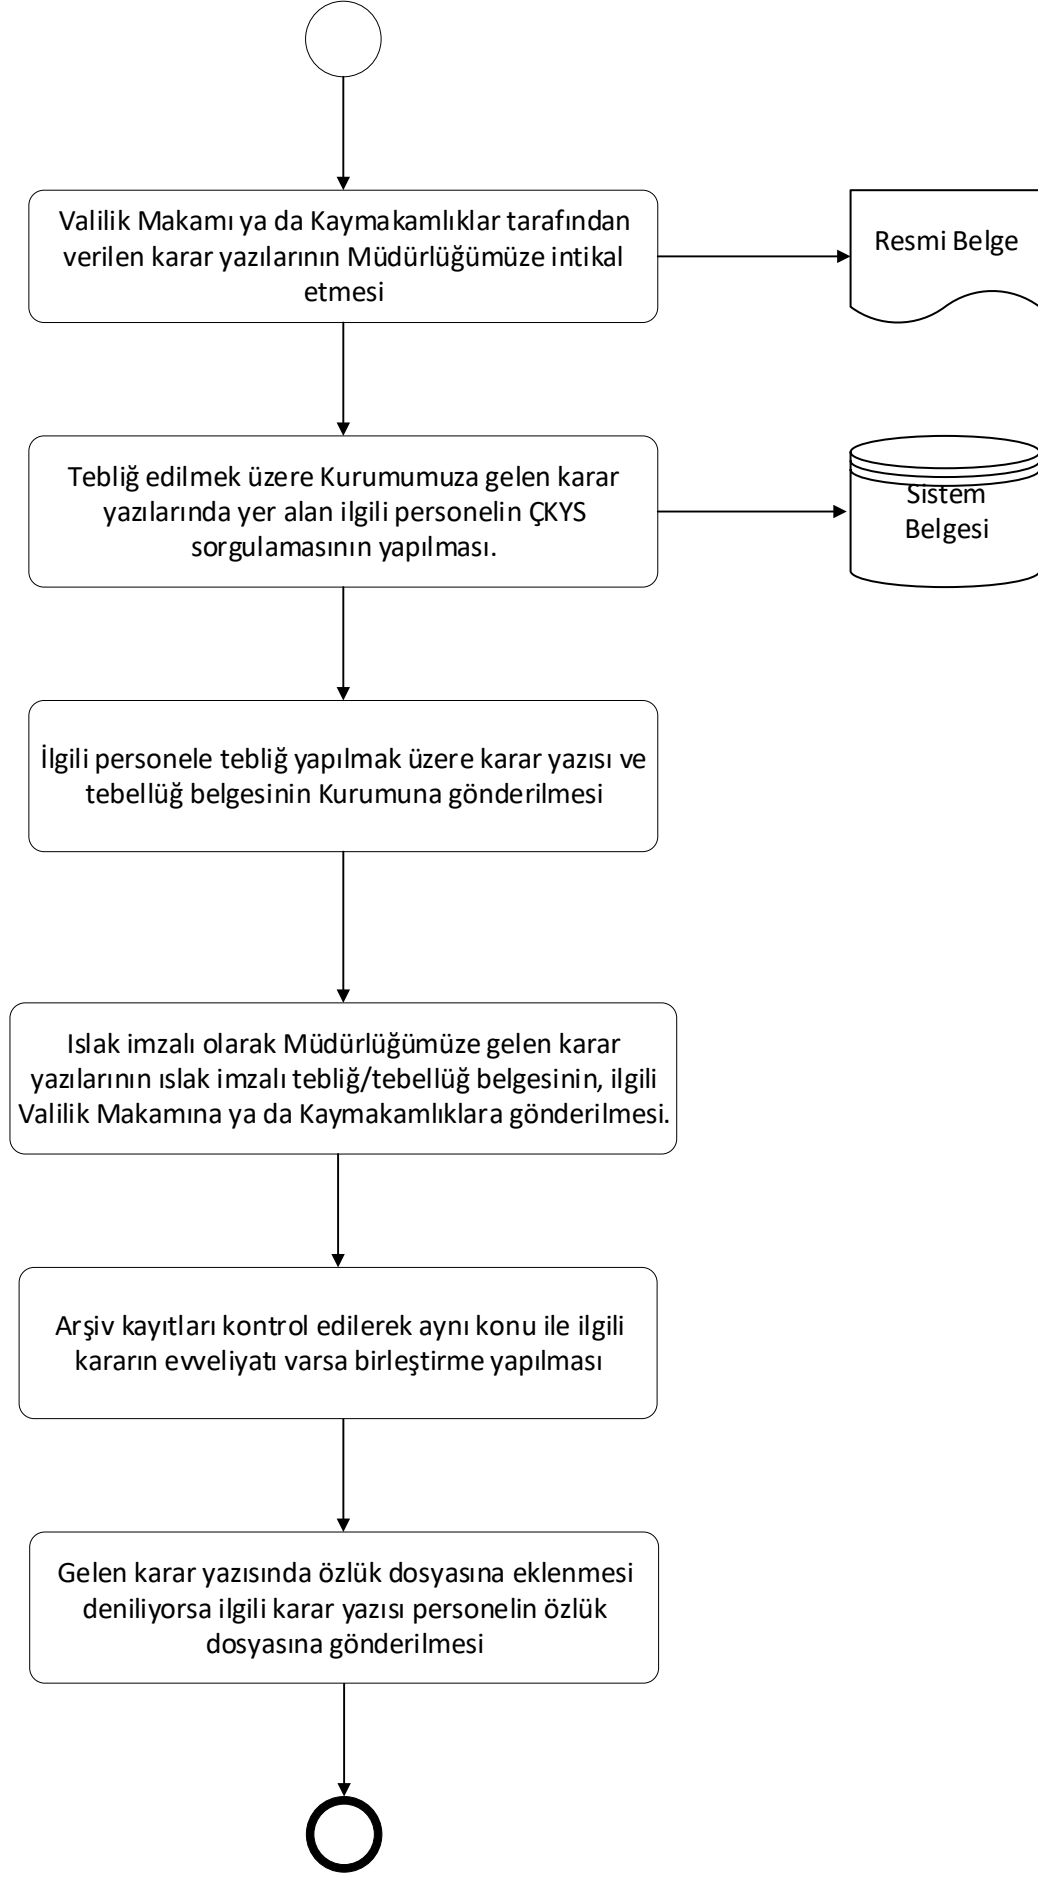 Valilik Makamı ya da Kaymakamlıklar tarafından
verilen karar yazılarının Müdürlüğümüze intikal
etmesi
Resmi Belge
Tebliğ edilmek üzere Kurumumuza gelen karar
yazılarında yer alan ilgili personelin ÇKYS
sorgulamasının yapılması.
Sistem
Belgesi
İlgili personele tebliğ yapılmak üzere karar yazısı ve
tebellüğ belgesinin Kurumuna gönderilmesi
Islak imzalı olarak Müdürlüğümüze gelen karar
yazılarının ıslak imzalı tebliğ/tebellüğ belgesinin, ilgili
Valilik Makamına ya da Kaymakamlıklara gönderilmesi.
Arşiv kayıtları kontrol edilerek aynı konu ile ilgili
kararın evveliyatı varsa birleştirme yapılması
Gelen karar yazısında özlük dosyasına eklenmesi
deniliyorsa ilgili karar yazısı personelin özlük
dosyasına gönderilmesi